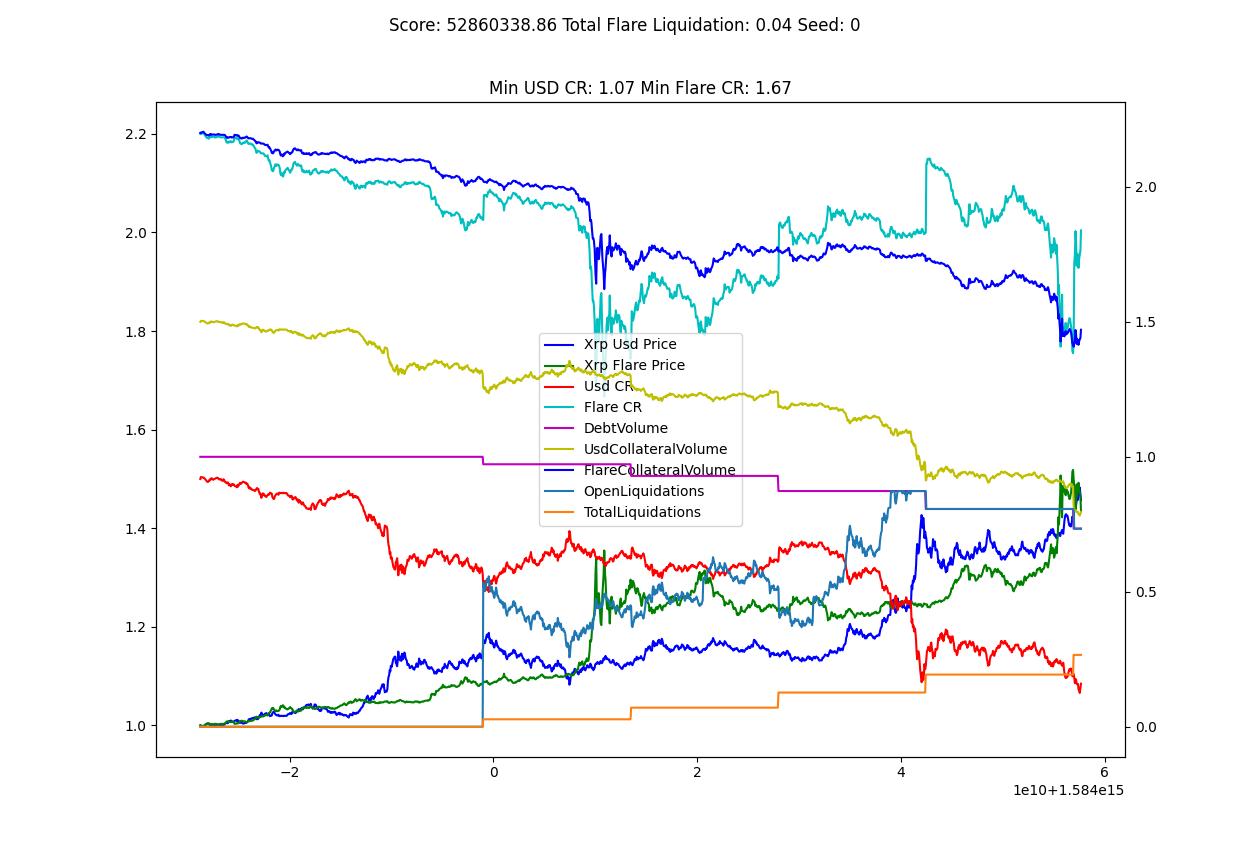 Score: 52860338.86 Total Flare Liquidation: 0.04 Seed: 0
Min USD CR: 1.07 Min Flare CR: 1.67
2.2
2.0
1.8
1.6
1.4
1.2
1.0
2.0
1.5
1.0
0.5
0.0
Xrp Usd Price
Xrp Flare Price
Usd CR
Flare CR
DebtVolume
UsdCollateralVolume
FlareCollateralVolume
OpenLiquidations
TotalLiquidations
−2 0 2 4 6
1e10+1.584e15